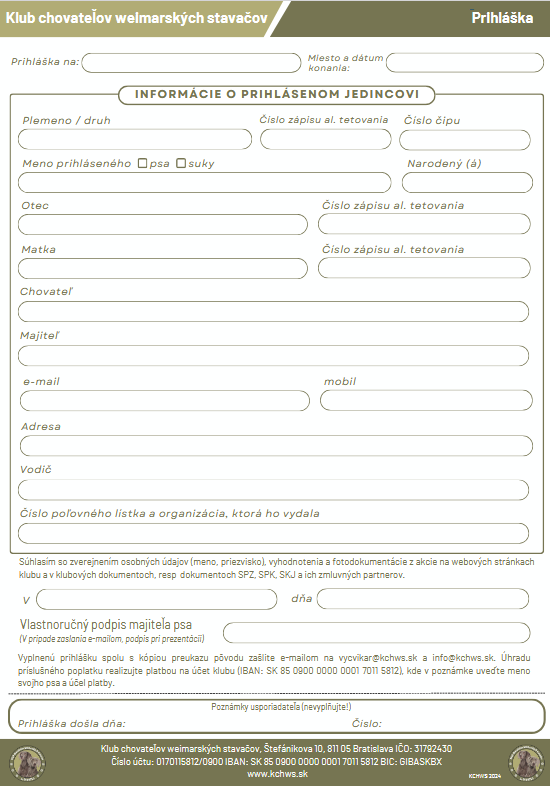 Klub chovateľov weimarských stavačov
Prihláška
Prihláška na:
Miesto a dátum
konania:
INFORMÁCIE O PRIHLÁSENOM JEDINCOVI
Plemeno / druh
Číslo zápisu al. tetovania
Číslo čipu
Meno prihláseného psa suky
Narodený (á)
Otec
Číslo zápisu al. tetovania
Matka
Číslo zápisu al. tetovania
Chovateľ
Majiteľ
e-mail
mobil
Adresa
Vodič
Číslo poľovného lístka a organizácia, ktorá ho vydala
Súhlasím so zverejnením osobných údajov (meno, priezvisko), vyhodnotenia a fotodokumentácie z akcie na webových stránkach
klubu a v klubových dokumentoch, resp dokumentoch SPZ, SPK, SKJ a ich zmluvných partnerov.
V
dňa
Vlastnoručný podpis majiteľa psa
(V prípade zaslania e-mailom, podpis pri prezentácii)
Vyplnenú prihlášku spolu s kópiou preukazu pôvodu zašlite e-mailom na vycvikar@kchws.sk a info@kchws.sk. Úhradu
príslušného poplatku realizujte platbou na účet klubu (IBAN: SK 85 0900 0000 0001 7011 5812), kde v poznámke uveďte meno
svojho psa a účel platby.
Poznámky usporiadateľa (nevyplňujte!)
Prihláška došla dňa:
Číslo:
Klub chovateľov weimarských stavačov, Štefánikova 10, 811 05 Bratislava IČO: 31792430
Číslo účtu: 0170115812/0900 IBAN: SK 85 0900 0000 0001 7011 5812 BIC: GIBASKBX
www.kchws.sk
KCHWS 2024